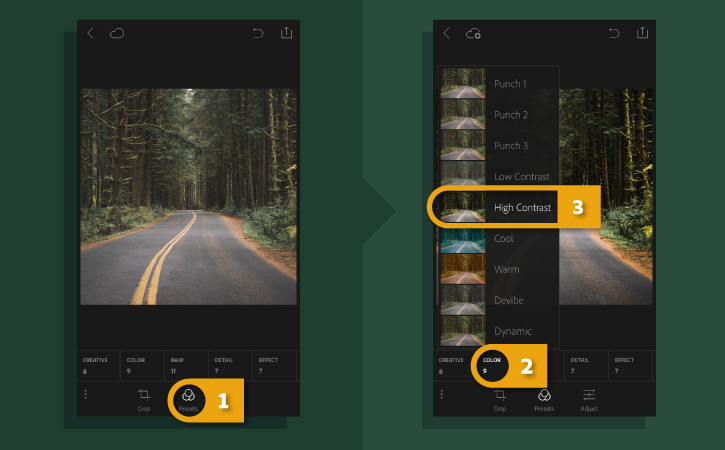 CREATIVE COLOR B&W DETAIL EFFECT
8 9 11 7 7
Crop Presets 1
Punch 1
Punch 2
Punch 3
Low Contrast
High Contrast 3
Cool
Warm
Devibe
Dynamic
CREATIVE COLOR 2 DETAIL EFFECT
8 9 7 7
Crop Presets Adjust